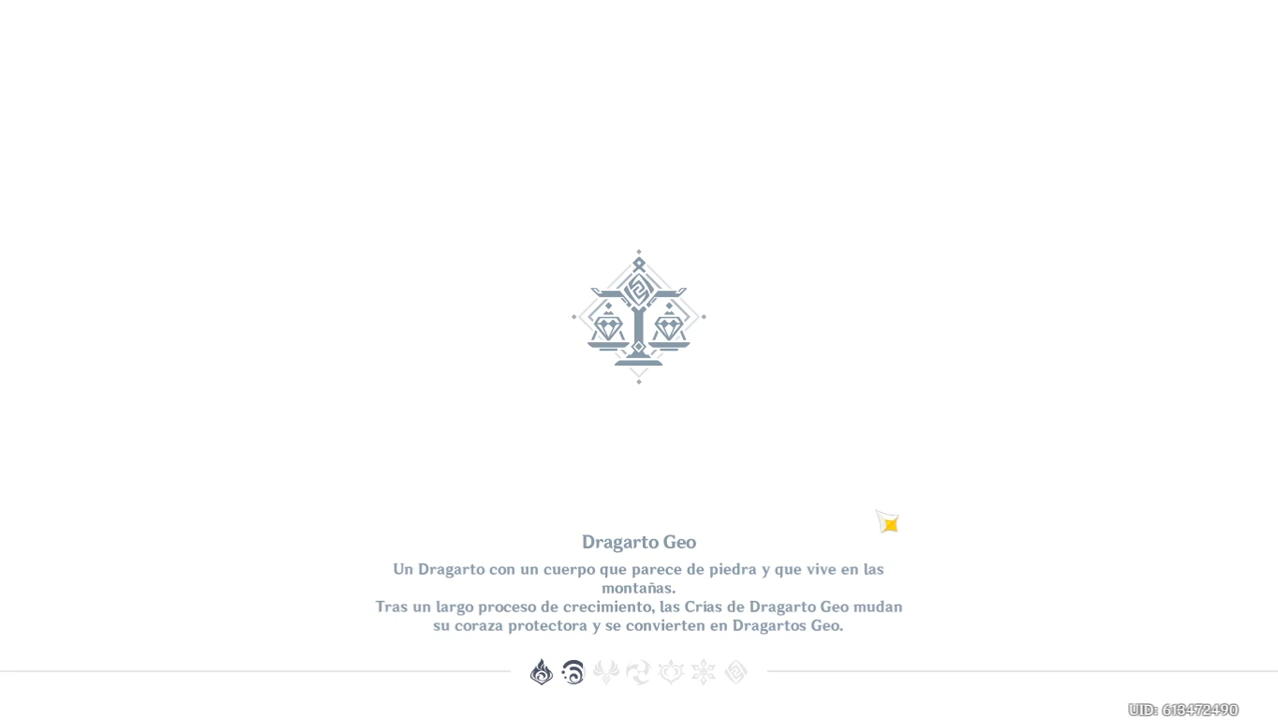 Dragarto Geo
Un Dragarto con un cuerpo que parece de piedra y que vive en las
montañas.
Tras un largo proceso de crecimiento, las Crías de Dragarto Geo mudan
su coraza protectora y se convierten en Dragartos Geo.
UID: 613472490